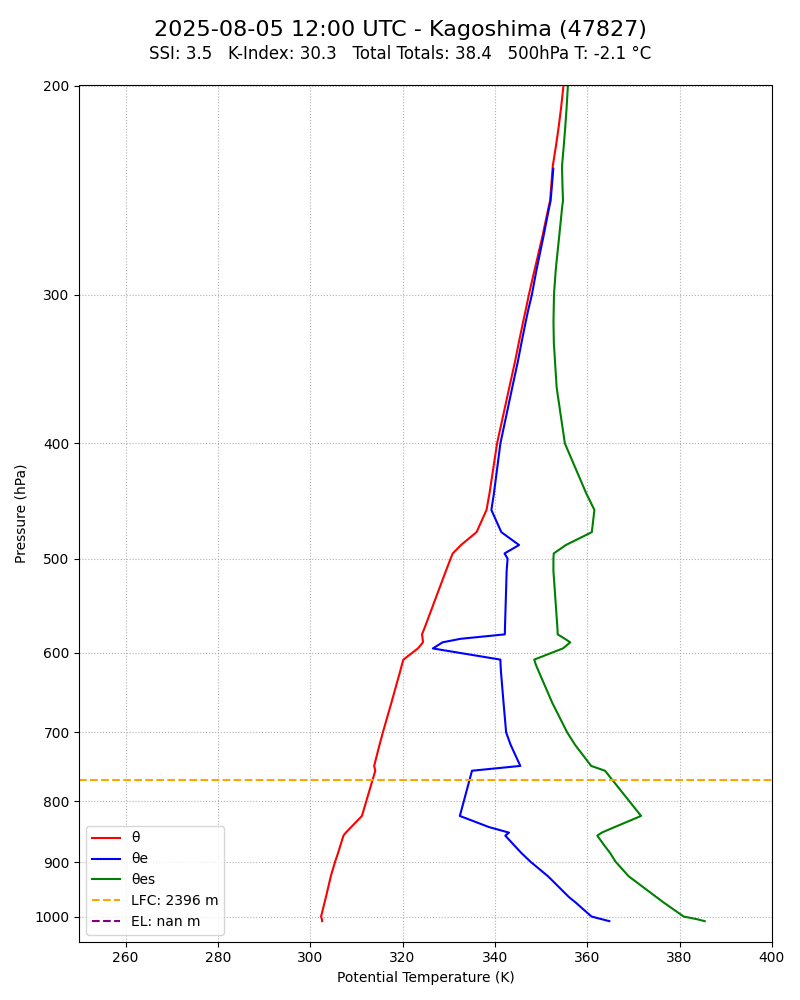 2025-08-05 12:00 UTC - Kagoshima (47827)
SSI: 3.5   K-Index: 30.3   Total Totals: 38.4   500hPa T: -2.1 °C
200
300
400
500
600
700
800
900
1000
Pressure (hPa)
θ
θe
θes
LFC: 2396 m
EL: nan m
260 280 300 320 340 360 380 400
Potential Temperature (K)